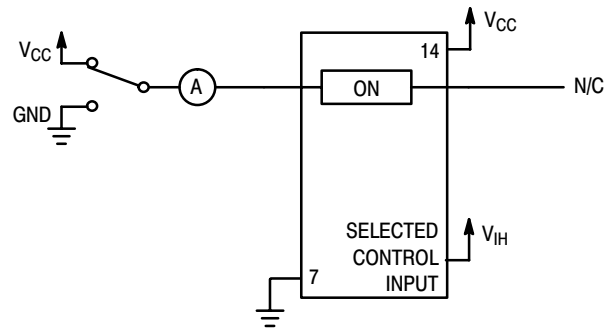 VCC
14
VCC
A
ON
N/C
GND
SELECTED
CONTROL
INPUT
VIH
7